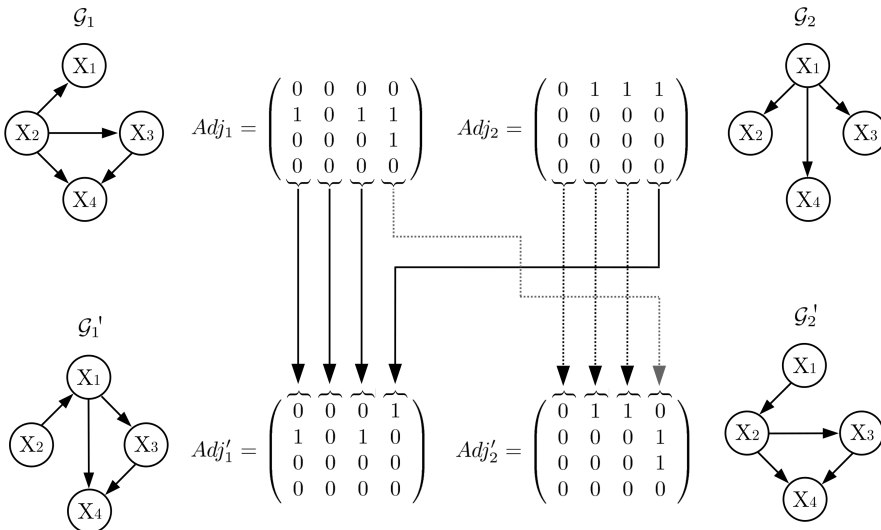 𝒢₁
X₁
X₂
X₃
X₄
Adj₁ =
0 0 0 0
1 0 1 1
0 0 0 1
0 0 0 0
Adj₂ =
0 1 1 1
0 0 0 0
0 0 0 0
0 0 0 0
𝒢₂
X₁
X₂
X₃
X₄
𝒢₁'
X₁
X₂
X₃
X₄
Adj′₁ =
0 0 0 1
1 0 1 0
0 0 0 0
0 0 0 0
Adj′₂ =
0 1 1 0
0 0 0 1
0 0 0 1
0 0 0 0
𝒢₂'
X₁
X₂
X₃
X₄